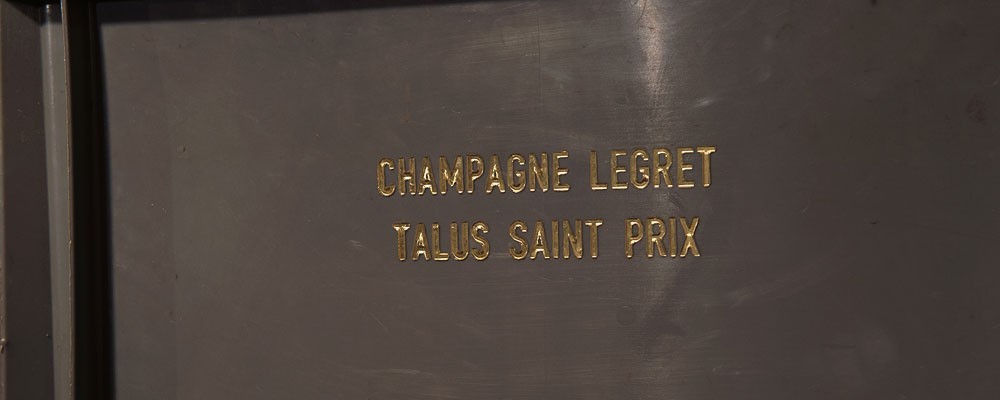 CHAMPAGNE LEGRET
TALUS SAINT PRIX